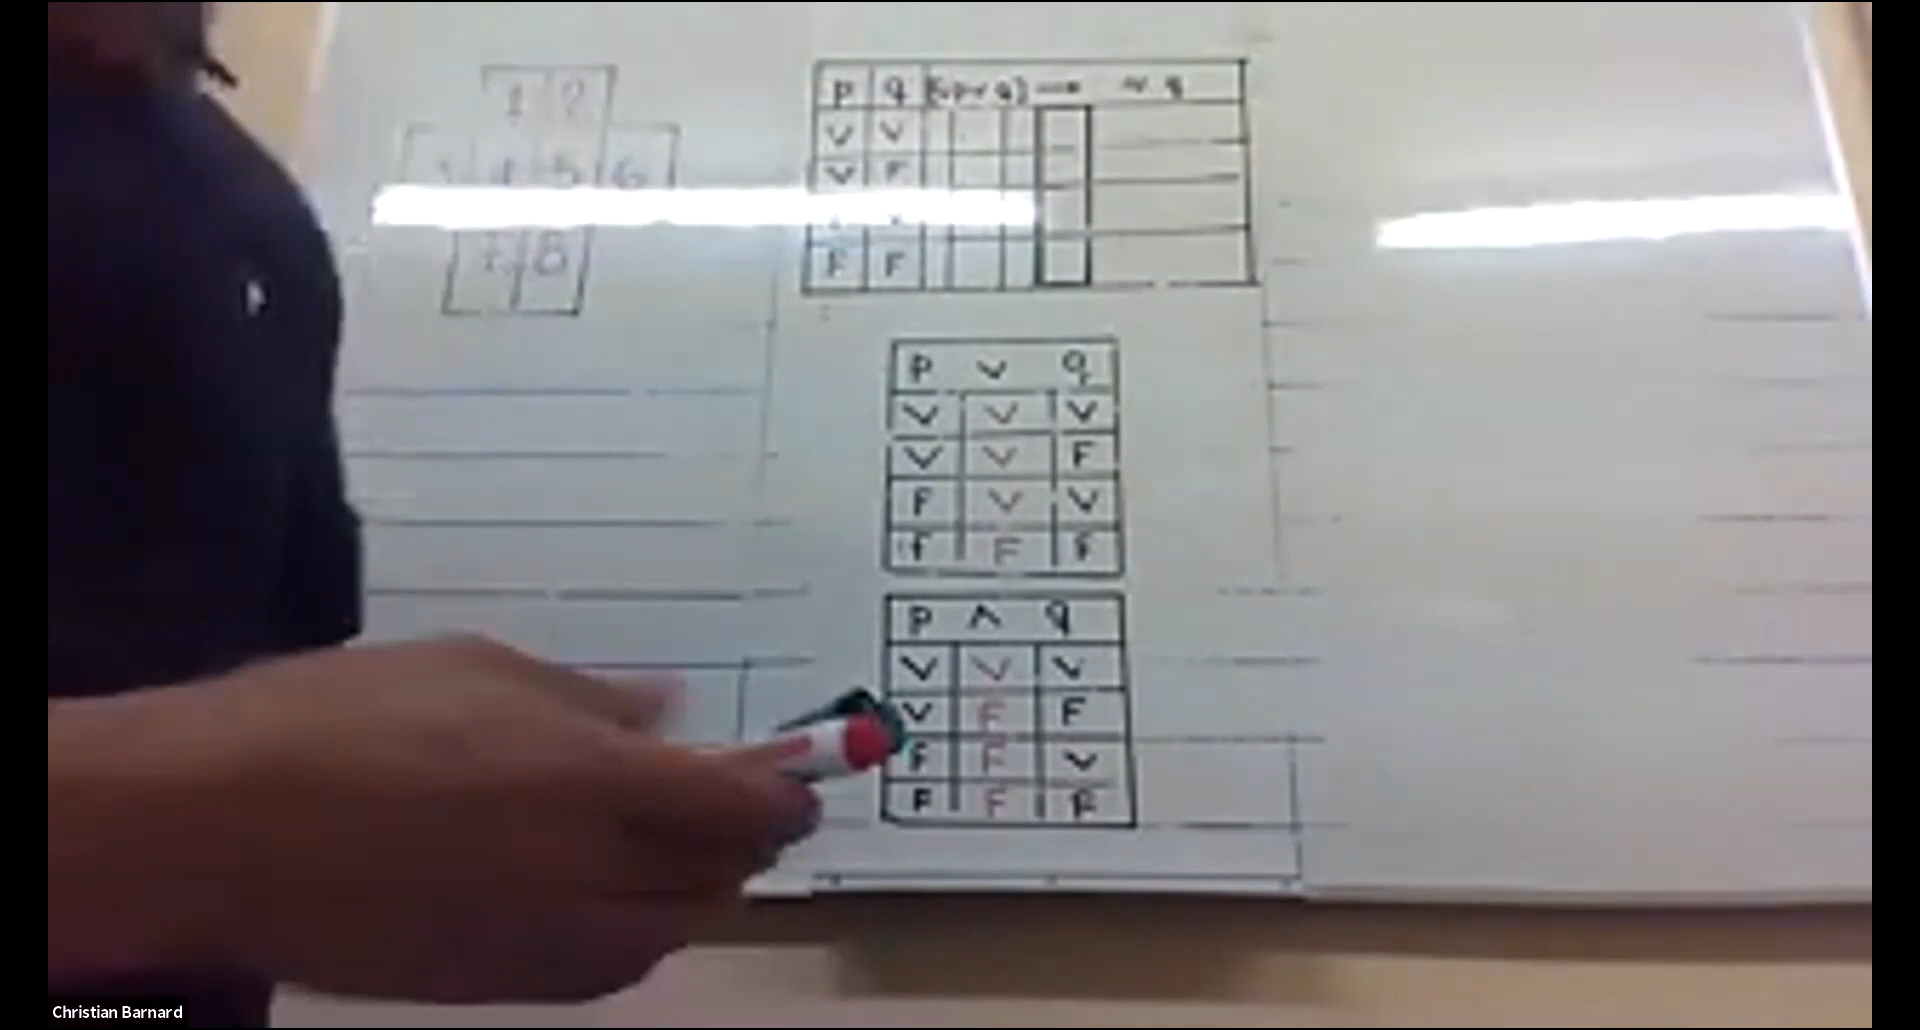 1 2
4 5 6
7 8
p q (~p v q) → ~ q
V V
V F
F F
p v q
V V V
V V F
F V V
F F F
p ∧ q
V V V
V F F
F F V
F F F
Christian Barnard